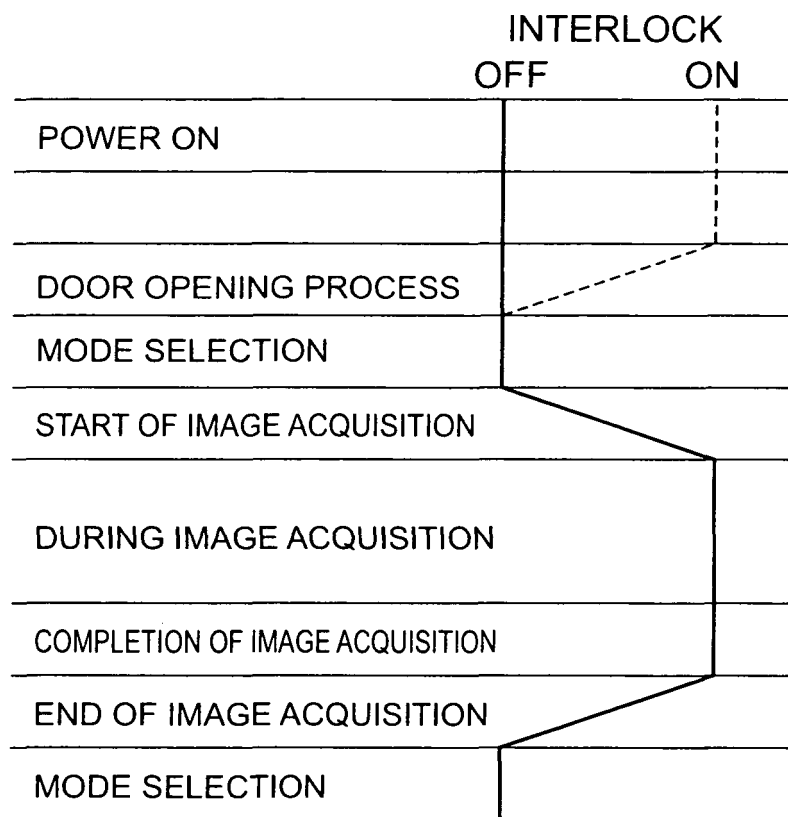 INTERLOCK
OFF ON
POWER ON
DOOR OPENING PROCESS
MODE SELECTION
START OF IMAGE ACQUISITION
DURING IMAGE ACQUISITION
COMPLETION OF IMAGE ACQUISITION
END OF IMAGE ACQUISITION
MODE SELECTION